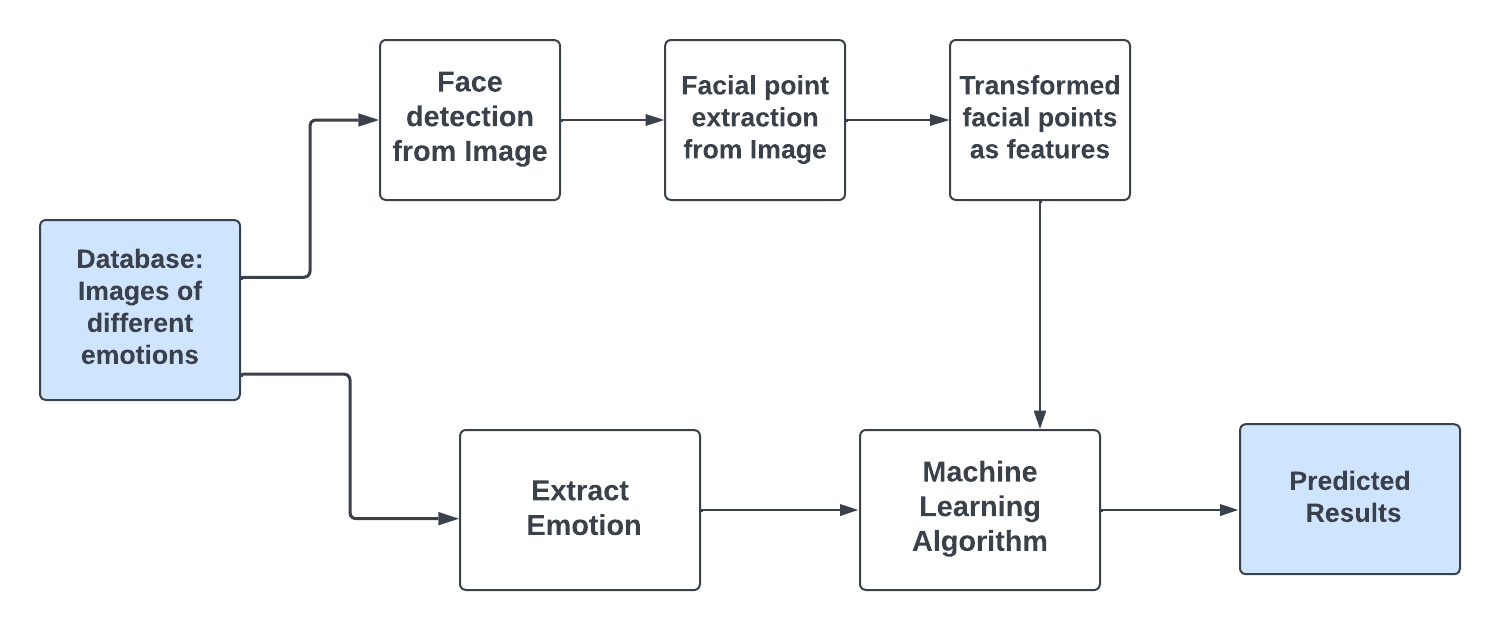 Face
detection
from Image
Facial point
extraction
from Image
Transformed
facial points
as features
Database:
Images of
different
emotions
Extract
Emotion
Machine
Learning
Algorithm
Predicted
Results